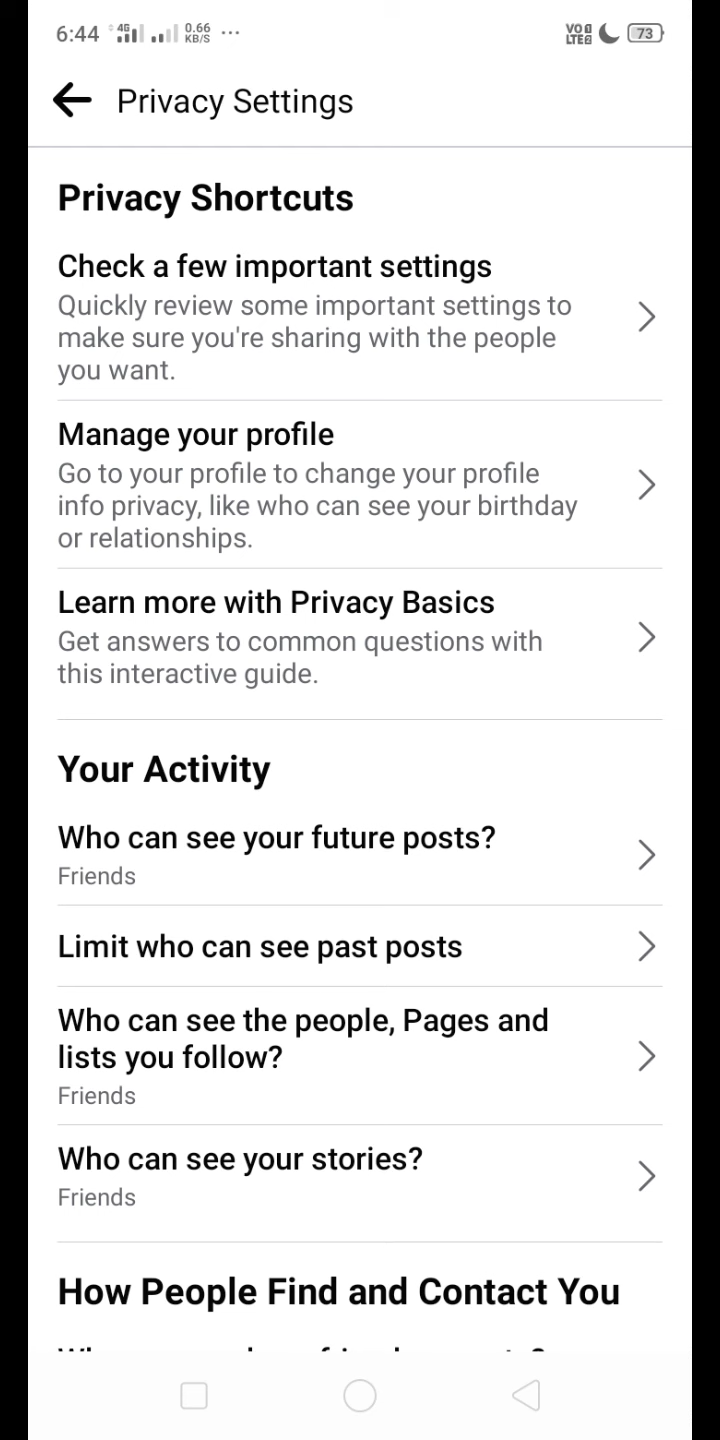 6:44 4G 0.66 KB/S ... VO LTE 73
Privacy Settings
Privacy Shortcuts
Check a few important settings
Quickly review some important settings to
make sure you're sharing with the people
you want.
Manage your profile
Go to your profile to change your profile
info privacy, like who can see your birthday
or relationships.
Learn more with Privacy Basics
Get answers to common questions with
this interactive guide.
Your Activity
Who can see your future posts?
Friends
Limit who can see past posts
Who can see the people, Pages and
lists you follow?
Friends
Who can see your stories?
Friends
How People Find and Contact You